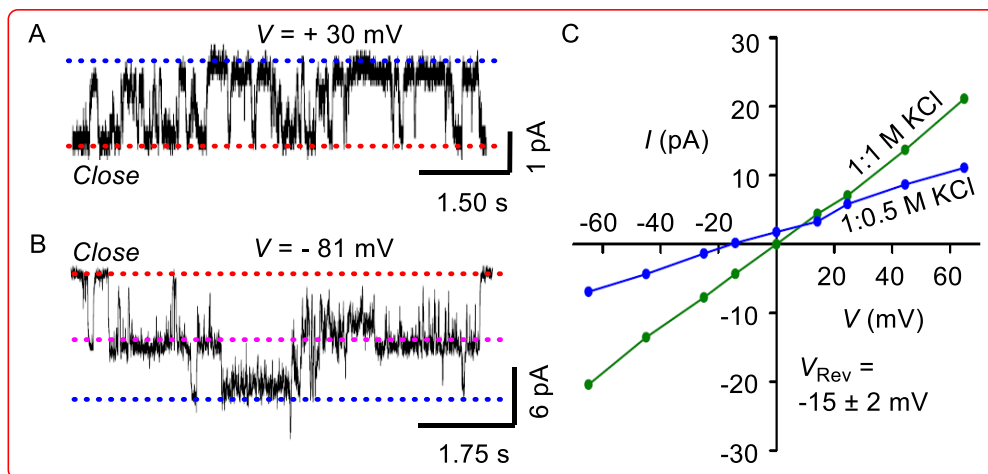 A
V = + 30 mV
Close
1 pA
1.50 s
B
V = - 81 mV
Close
6 pA
1.75 s
C
I (pA)
30
20
10
-10
-20
-30
-60
-40
-20
20
40
60
V (mV)
1:1 M KCl
1:0.5 M KCl
VRev =
-15 ± 2 mV